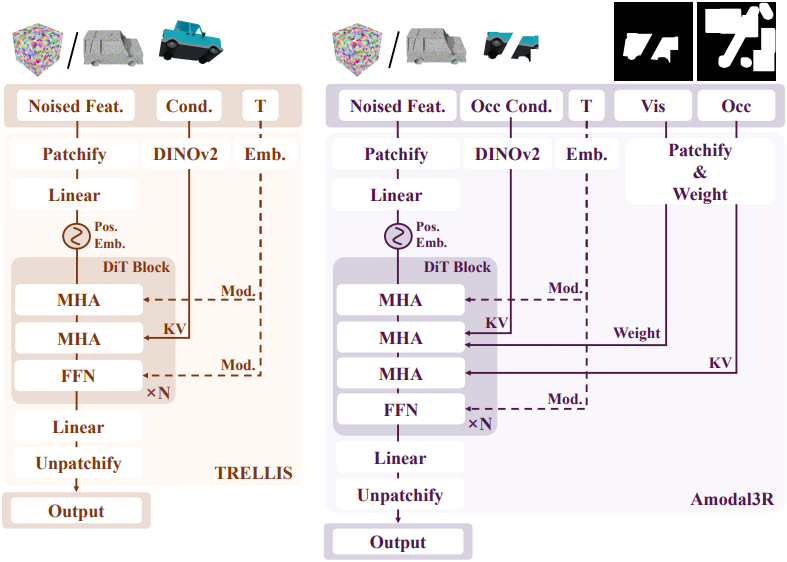 /
Noised Feat.
Cond.
T
Patchify
DINOv2
Emb.
Linear
Pos.
Emb.
DiT Block
MHA
Mod.
MHA
KV
FFN
Mod.
×N
Linear
Unpatchify
TRELLIS
Output
/
Noised Feat.
Occ Cond.
T
Vis
Occ
Patchify
DINOv2
Emb.
Patchify
&
Weight
Linear
Pos.
Emb.
DiT Block
MHA
Mod.
MHA
KV
Weight
MHA
KV
FFN
Mod.
×N
Linear
Unpatchify
Amodal3R
Output